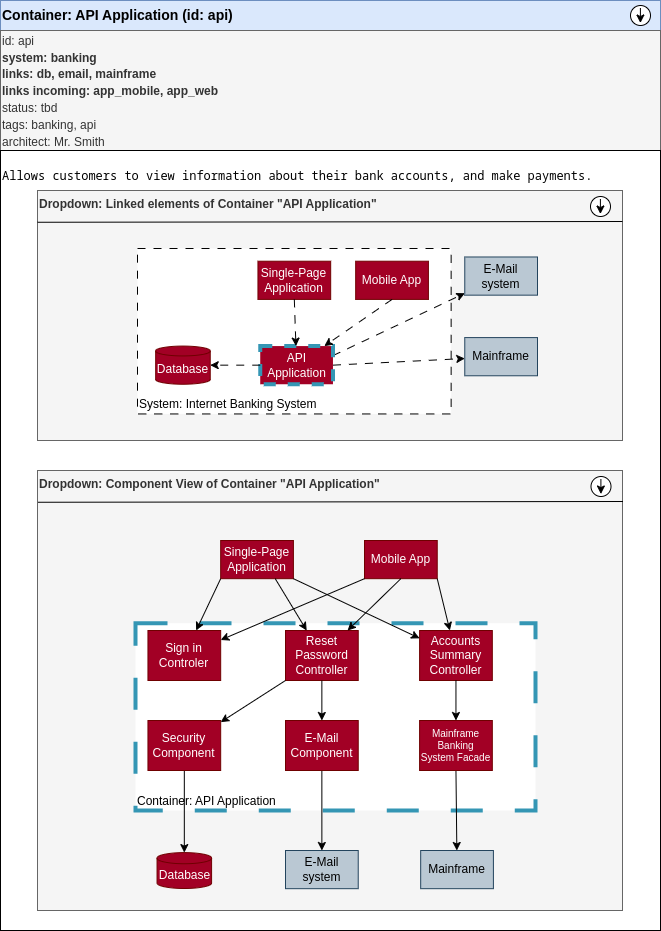 Container: API Application (id: api)
id: api
system: banking
links: db, email, mainframe
links incoming: app_mobile, app_web
status: tbd
tags: banking, api
architect: Mr. Smith
Allows customers to view information about their bank accounts, and make payments.
Dropdown: Linked elements of Container "API Application"
Single-Page
Application
Mobile App
E-Mail
system
Database
API
Application
Mainframe
System: Internet Banking System
Dropdown: Component View of Container "API Application"
Single-Page
Application
Mobile App
Sign in
Controler
Reset
Password
Controller
Accounts
Summary
Controller
Security
Component
E-Mail
Component
Mainframe
Banking
System Facade
Container: API Application
Database
E-Mail
system
Mainframe